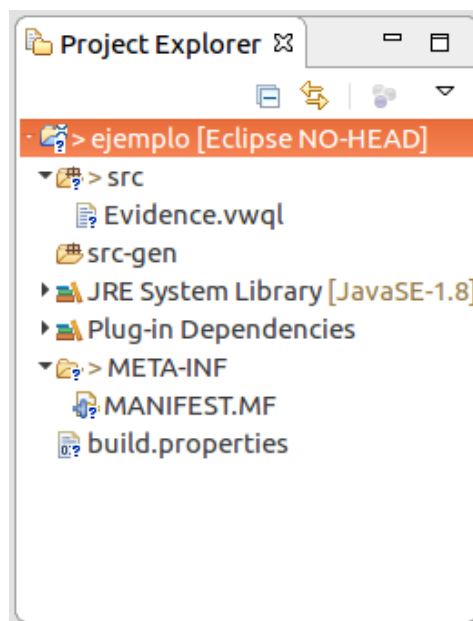 Project Explorer
> ejemplo [Eclipse NO-HEAD]
> src
Evidence.vwql
src-gen
JRE System Library [JavaSE-1.8]
Plug-in Dependencies
> META-INF
MANIFEST.MF
build.properties